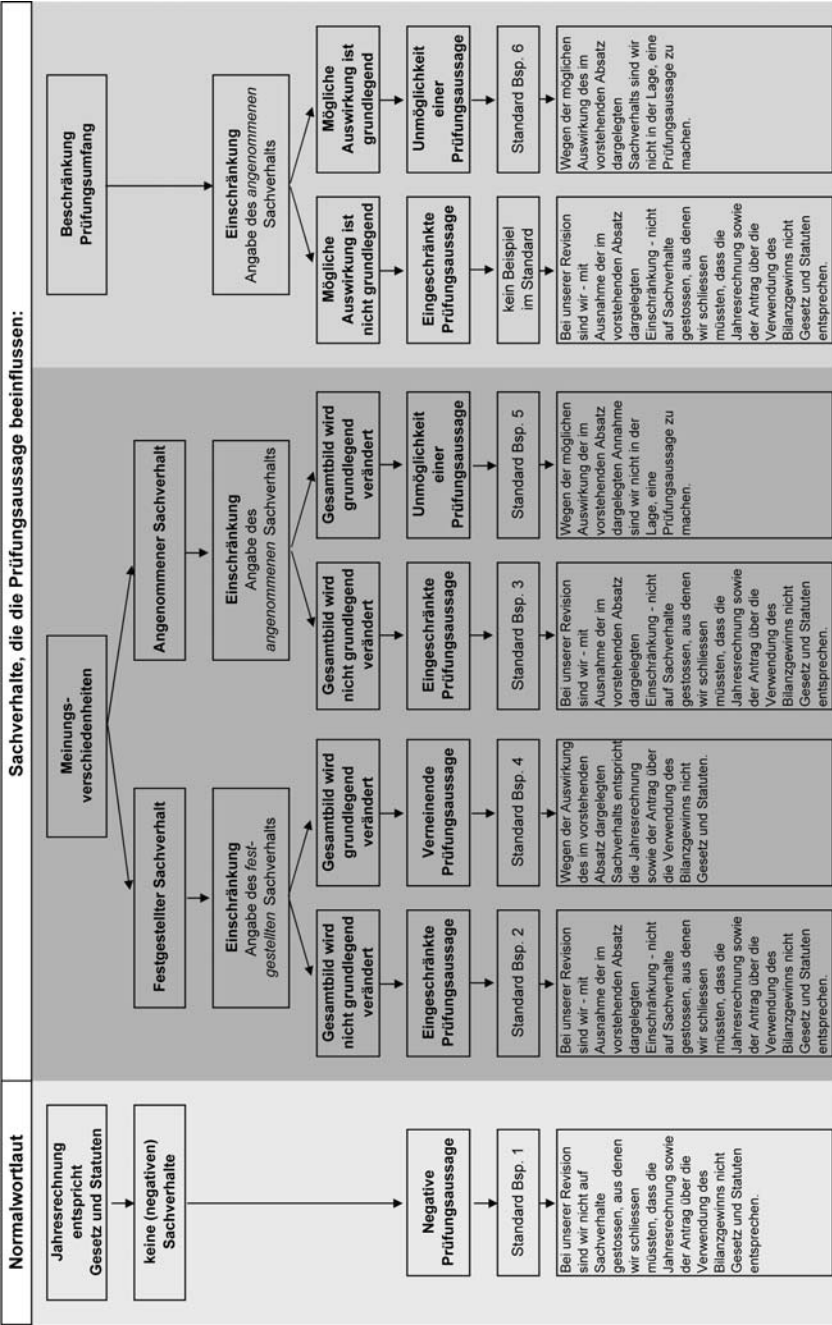 Normalwortlaut
Sachverhalte, die die Prüfungsaussage beeinflussen:
Jahresrechnung
entspricht
Gesetz und Statuten
keine (negativen)
Sachverhalte
Negative
Prüfungsaussage
Standard Bsp. 1
Bei unserer Revision
sind wir nicht auf
Sachverhalte
gestossen, aus denen
wir schliessen
müssten, dass die
Jahresrechnung sowie
der Antrag über die
Verwendung des
Bilanzgewinns nicht
Gesetz und Statuten
entsprechen.
Meinungs-
verschiedenheiten
Festgestellter Sachverhalt
Einschränkung
Angabe des fest-
gestellten Sachverhalts
Gesamtbild wird
nicht grundlegend
verändert
Eingeschränkte
Prüfungsaussage
Standard Bsp. 2
Bei unserer Revision
sind wir - mit
Ausnahme der im
vorstehenden Absatz
dargelegten
Einschränkung - nicht
auf Sachverhalte
gestossen, aus denen
wir schliessen
müssten, dass die
Jahresrechnung sowie
der Antrag über die
Verwendung des
Bilanzgewinns nicht
Gesetz und Statuten
entsprechen.
Gesamtbild wird
grundlegend
verändert
Verneinende
Prüfungsaussage
Standard Bsp. 4
Wegen der Auswirkung
des im vorstehenden
Absatz dargelegten
Sachverhalts entspricht
die Jahresrechnung
sowie der Antrag über
die Verwendung des
Bilanzgewinns nicht
Gesetz und Statuten.
Angenommener Sachverhalt
Einschränkung
Angabe des
angenommenen Sachverhalts
Gesamtbild wird
nicht grundlegend
verändert
Eingeschränkte
Prüfungsaussage
Standard Bsp. 3
Bei unserer Revision
sind wir - mit
Ausnahme der im
vorstehenden Absatz
dargelegten
Einschränkung - nicht
auf Sachverhalte
gestossen, aus denen
wir schliessen
müssten, dass die
Jahresrechnung sowie
der Antrag über die
Verwendung des
Bilanzgewinns nicht
Gesetz und Statuten
entsprechen.
Gesamtbild wird
grundlegend
verändert
Unmöglichkeit
einer
Prüfungsaussage
Standard Bsp. 5
Wegen der möglichen
Auswirkung der im
vorstehenden Absatz
dargelegten Annahme
sind wir nicht in der
Lage, eine
Prüfungsaussage zu
machen.
Beschränkung
Prüfungsumfang
Einschränkung
Angabe des angenommenen
Sachverhalts
Mögliche
Auswirkung ist
nicht grundlegend
Eingeschränkte
Prüfungsaussage
kein Beispiel
im Standard
Bei unserer Revision
sind wir - mit
Ausnahme der im
vorstehenden Absatz
dargelegten
Einschränkung - nicht
auf Sachverhalte
gestossen, aus denen
wir schliessen
müssten, dass die
Jahresrechnung sowie
der Antrag über die
Verwendung des
Bilanzgewinns nicht
Gesetz und Statuten
entsprechen.
Mögliche
Auswirkung ist
grundlegend
Unmöglichkeit
einer
Prüfungsaussage
Standard Bsp. 6
Wegen der möglichen
Auswirkung des im
vorstehenden Absatz
dargelegten
Sachverhalts sind wir
nicht in der Lage, eine
Prüfungsaussage zu
machen.